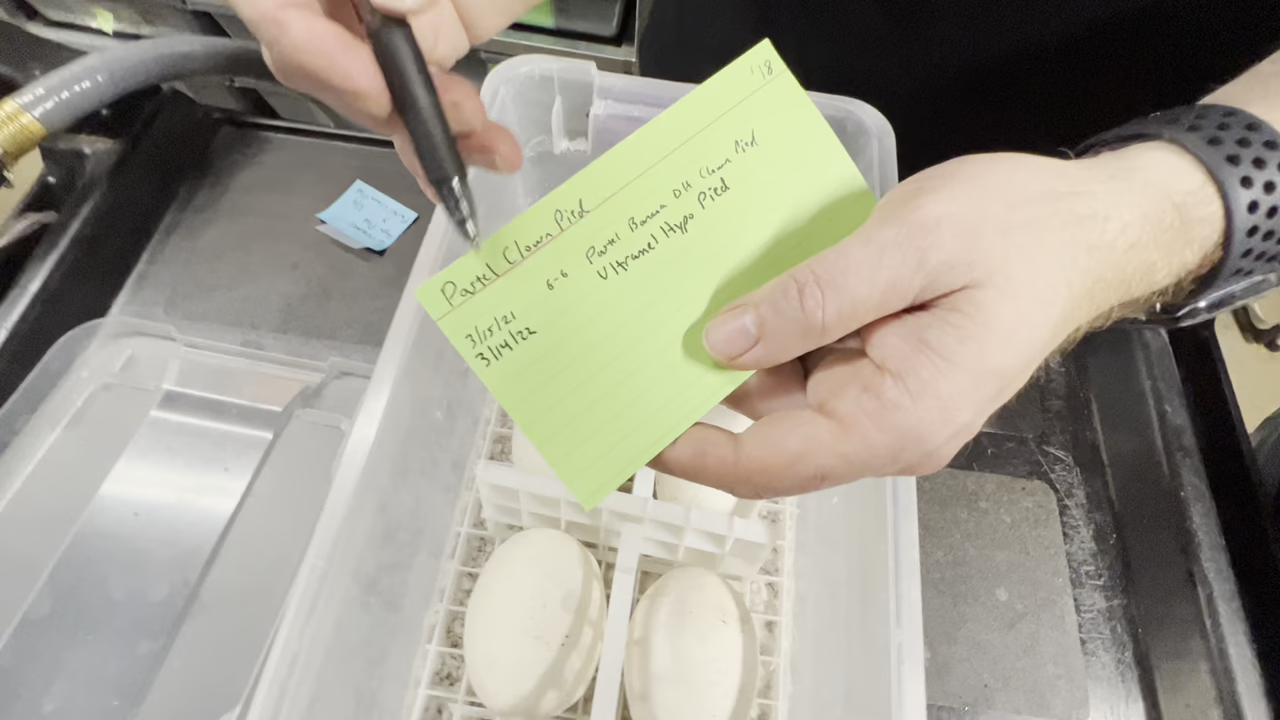 '18
Pastel Clown Pied
6-6 Pastel Banana DH Clown Pied
Ultramel Hypo Pied
3/15/21
3/14/22